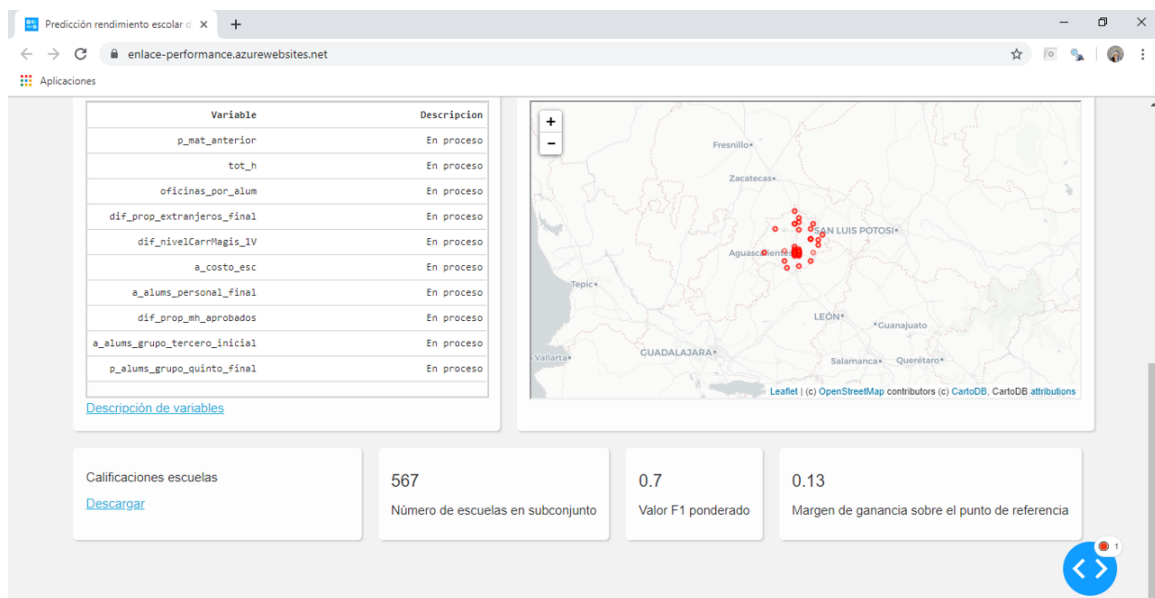 Predicción rendimiento escolar d
enlace-performance.azurewebsites.net
Aplicaciones
Variable Descripcion
p_mat_anterior En proceso
tot_h En proceso
oficinas_por_alum En proceso
dif_prop_extranjeros_final En proceso
dif_nivelCarrMagis_1V En proceso
a_costo_esc En proceso
a_alums_personal_final En proceso
dif_prop_mh_aprobados En proceso
a_alums_grupo_tercero_inicial En proceso
p_alums_grupo_quinto_final En proceso
Descripción de variables
+
-
Fresnillo
Zacatecas
SAN LUIS POTOSI
Aguascalientes
Tepic
LEÓN
Guanajuato
Vallarta
GUADALAJARA
Salamanca
Querétaro
Leaflet | (c) OpenStreetMap contributors (c) CartoDB, CartoDB attributions
Calificaciones escuelas
Descargar
567
Número de escuelas en subconjunto
0.7
Valor F1 ponderado
0.13
Margen de ganancia sobre el punto de referencia
1